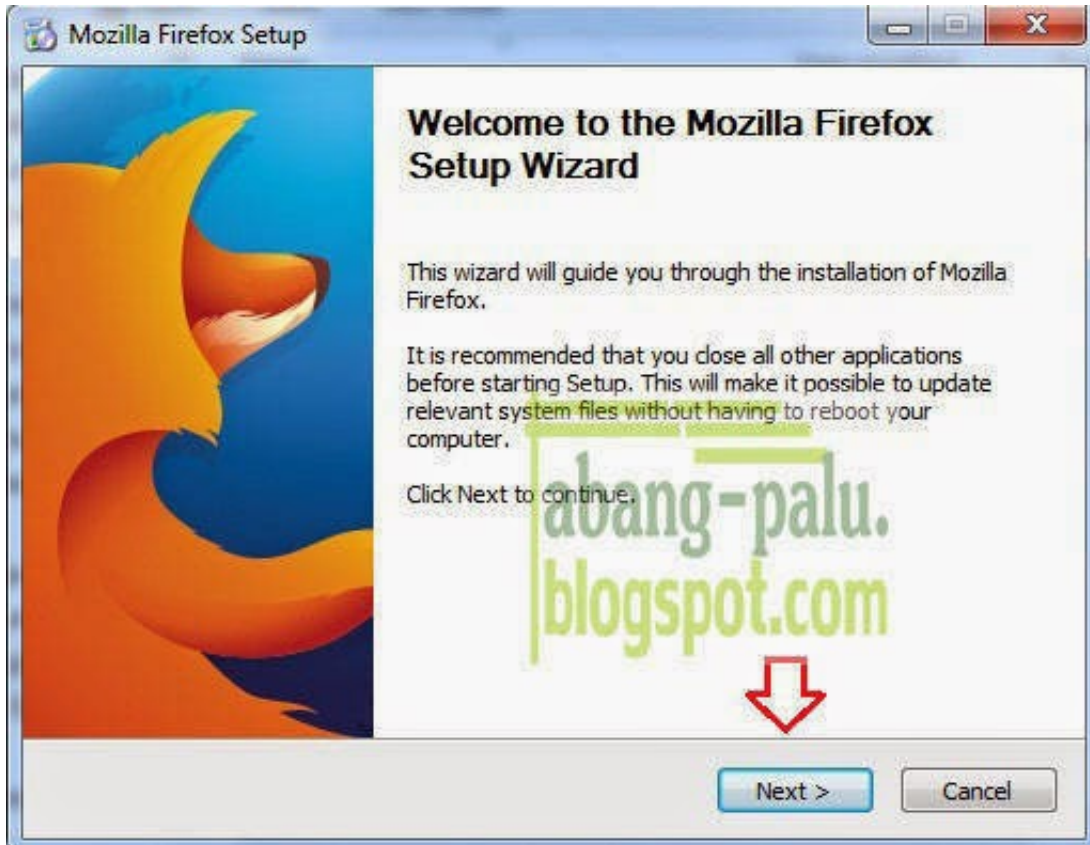 Mozilla Firefox Setup
Welcome to the Mozilla Firefox
Setup Wizard
This wizard will guide you through the installation of Mozilla
Firefox.
It is recommended that you close all other applications
before starting Setup. This will make it possible to update
relevant system files without having to reboot your
computer.
Click Next to continue.
abang-palu.
blogspot.com
Next >
Cancel